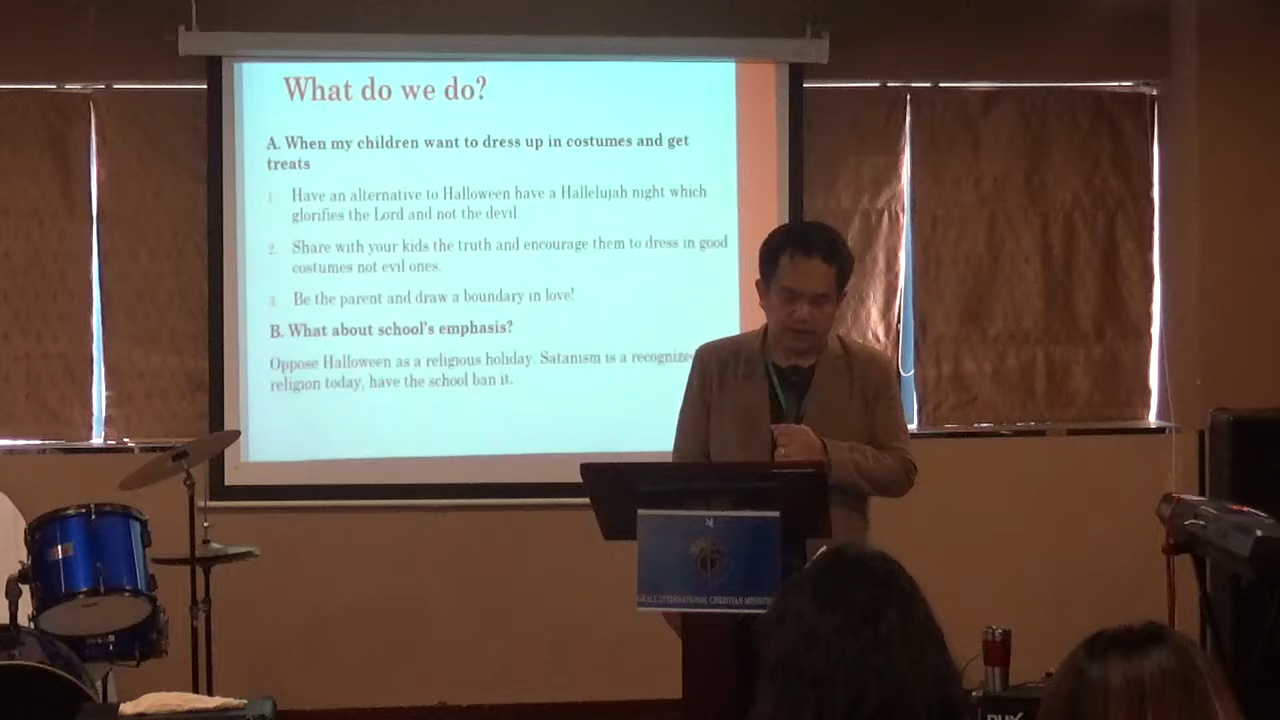 What do we do?
A. When my children want to dress up in costumes and get
treats
1. Have an alternative to Halloween have a Hallelujah night which
glorifies the Lord and not the devil.
2. Share with your kids the truth and encourage them to dress in good
costumes not evil ones.
3. Be the parent and draw a boundary in love!
B. What about school's emphasis?
Oppose Halloween as a religious holiday. Satanism is a
religion today, have the school ban it.
GRACE INTERNATIONAL CHRISTIAN